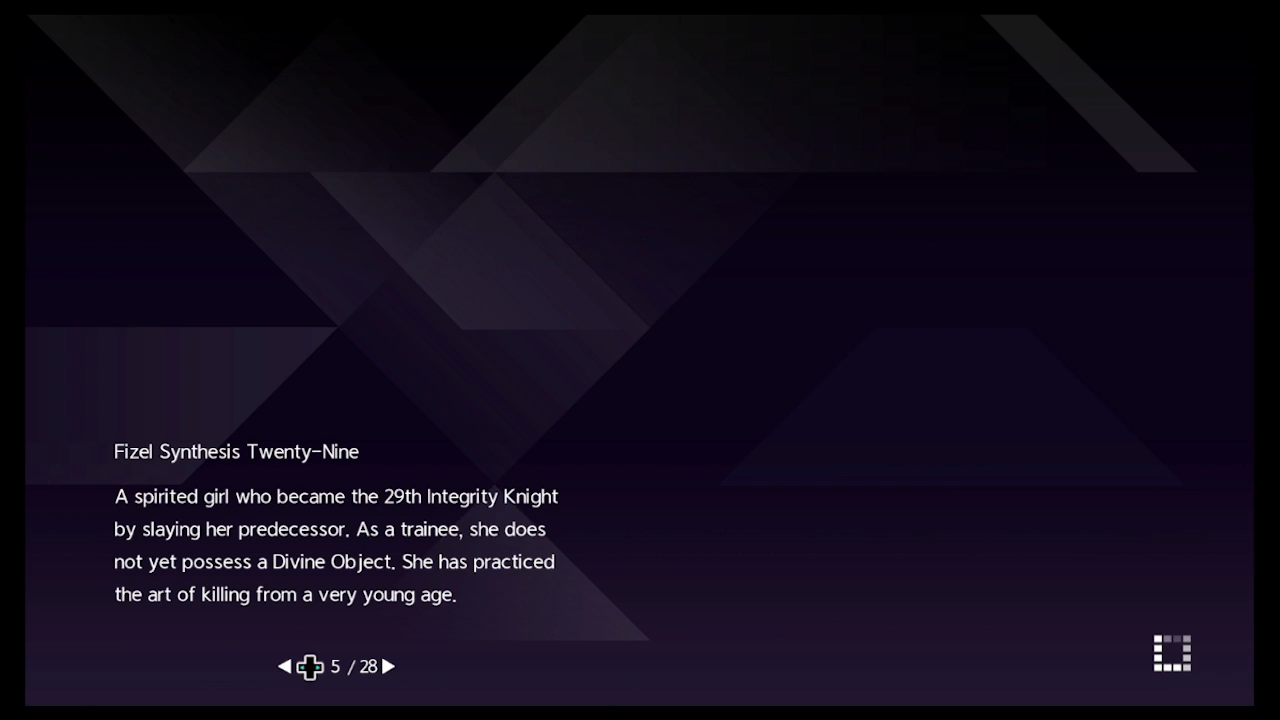 Fizel Synthesis Twenty-Nine
A spirited girl who became the 29th Integrity Knight
by slaying her predecessor. As a trainee, she does
not yet possess a Divine Object. She has practiced
the art of killing from a very young age.
5 / 28